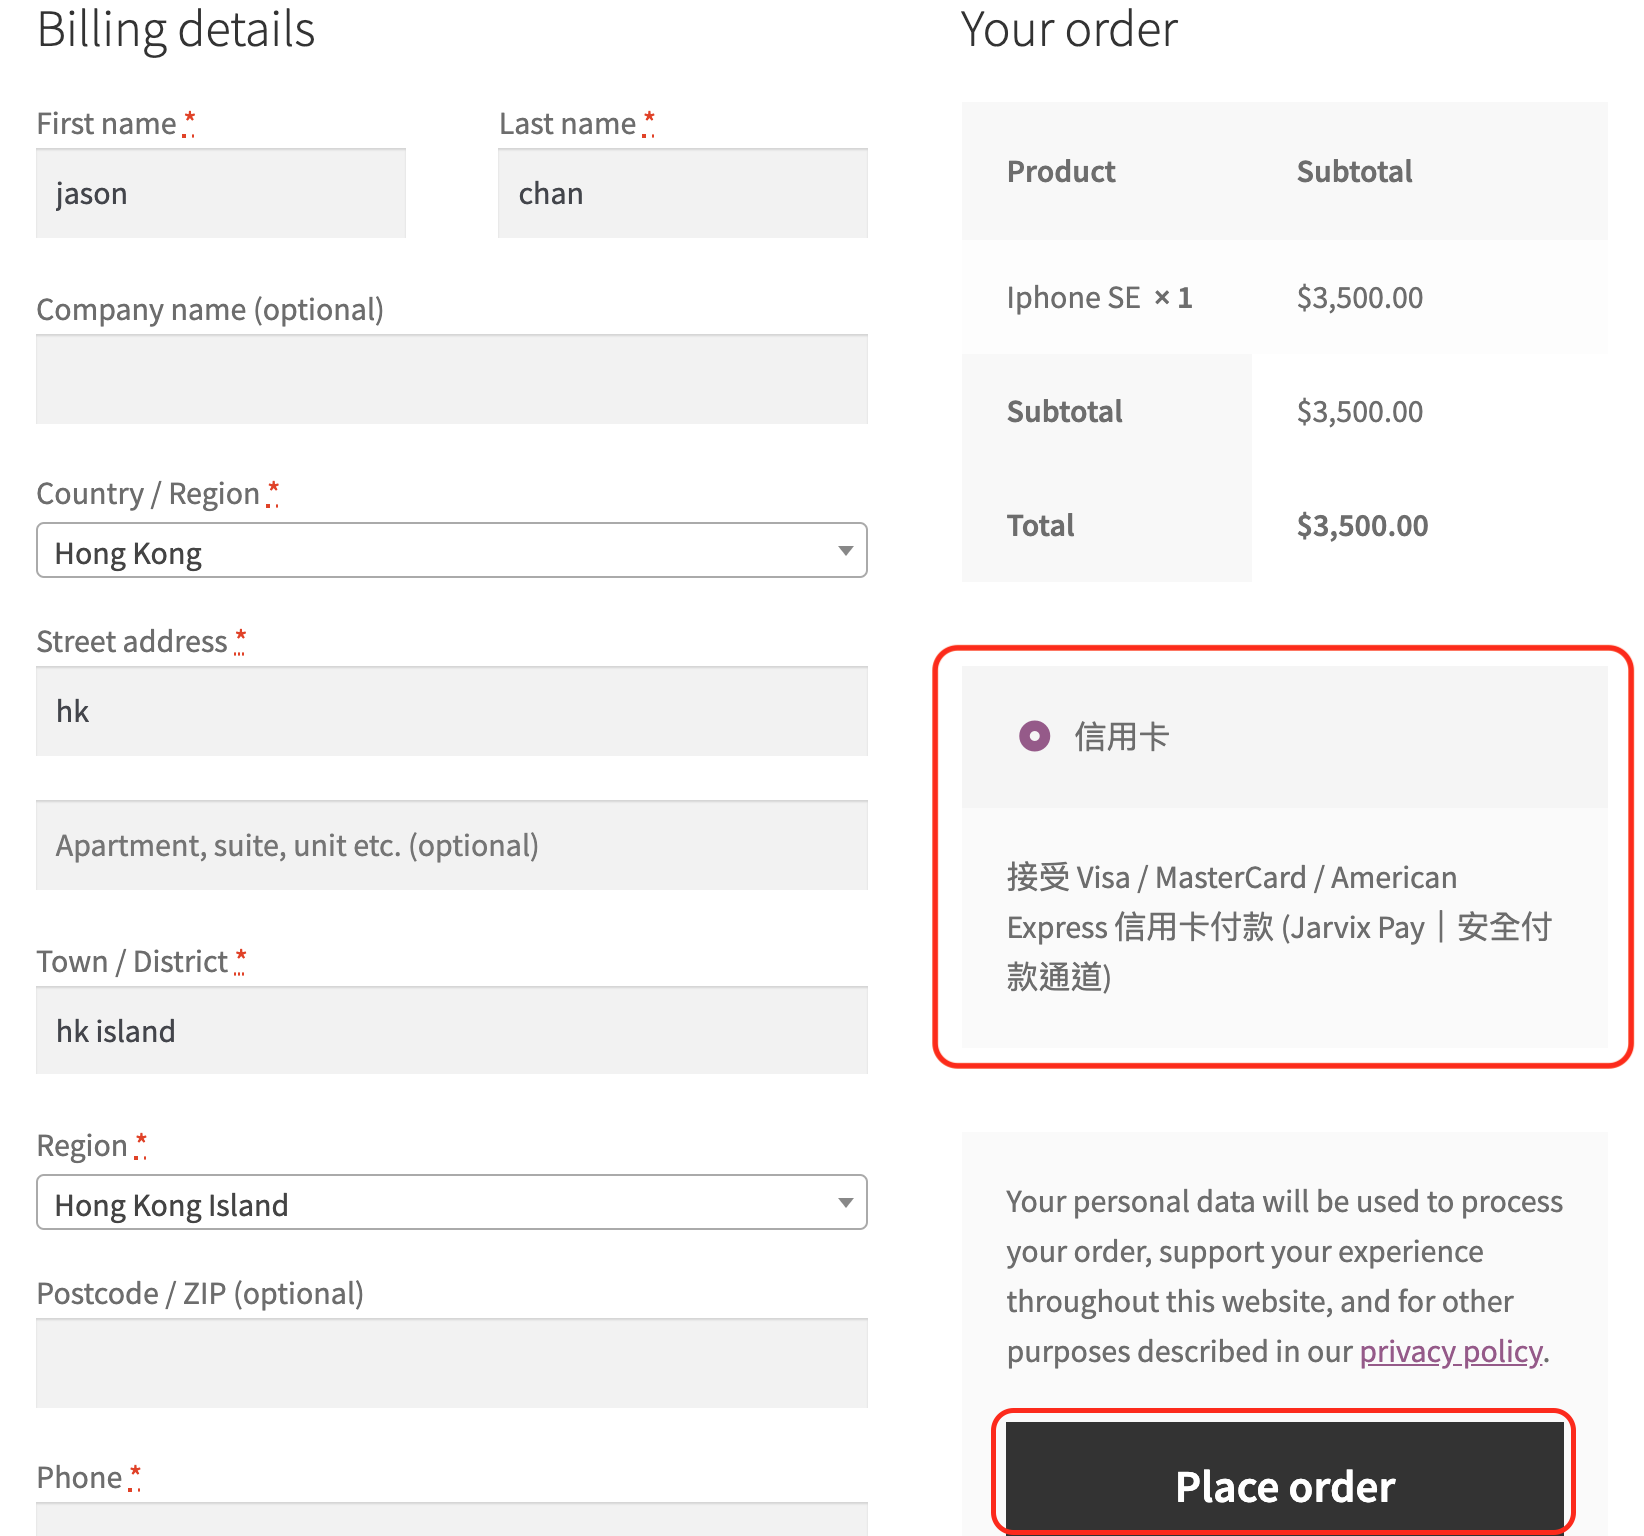 Billing details
First name *
Last name *
jason
chan
Company name (optional)
Country / Region *
Hong Kong
Street address *
hk
Apartment, suite, unit etc. (optional)
Town / District *
hk island
Region *
Hong Kong Island
Postcode / ZIP (optional)
Phone *
Your order
Product Subtotal
Iphone SE × 1 $3,500.00
Subtotal $3,500.00
Total $3,500.00
信用卡
接受 Visa / MasterCard / American
Express 信用卡付款 (Jarvix Pay｜安全付
款通道)
Your personal data will be used to process
your order, support your experience
throughout this website, and for other
purposes described in our privacy policy.
Place order